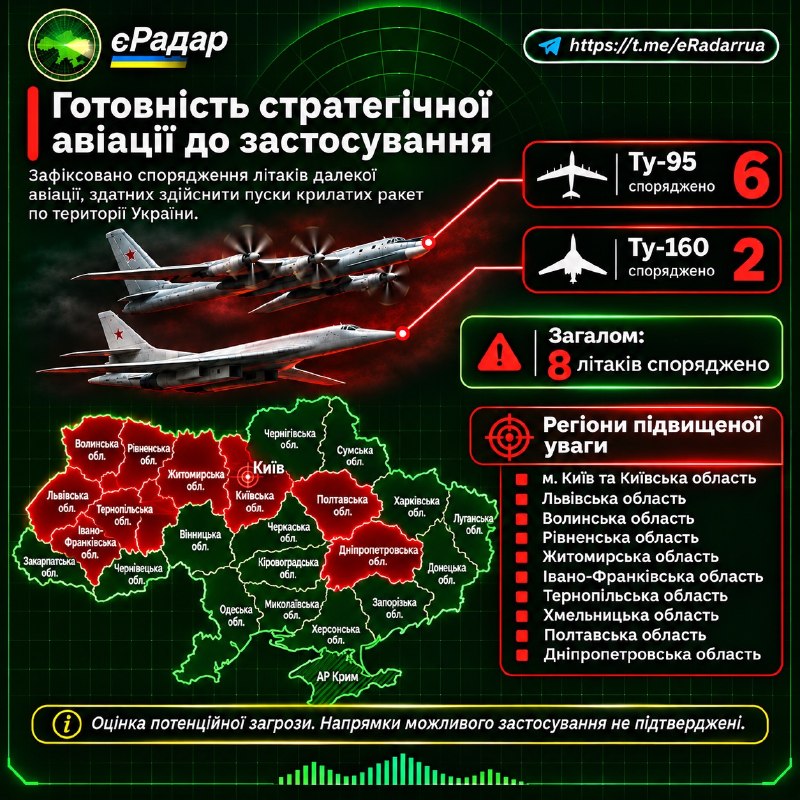 єРадар
https://t.me/eRadarrua
Готовність стратегічної
авіації до застосування
Зафіксовано спорядження літаків далекої
авіації, здатних здійснити пуски крилатих ракет
по території України.
Ту-95
споряджено
6
Ту-160
споряджено
2
Загалом:
8 літаків споряджено
Регіони підвищеної
уваги
м. Київ та Київська область
Львівська область
Волинська область
Рівненська область
Житомирська область
Івано-Франківська область
Тернопільська область
Хмельницька область
Полтавська область
Дніпропетровська область
Волинська
обл.
Рівненська
обл.
Житомирська
обл.
Київ
Київська
обл.
Чернігівська
обл.
Сумська
обл.
Львівська
обл.
Тернопільська
обл.
Івано-
Франківська
обл.
Закарпатська
обл.
Чернівецька
обл.
Вінницька
обл.
Черкаська
обл.
Полтавська
обл.
Харківська
обл.
Луганська
обл.
Кіровоградська
обл.
Дніпропетровська
обл.
Донецька
обл.
Одеська
обл.
Миколаївська
обл.
Херсонська
обл.
Запорізька
обл.
АР Крим
Оцінка потенційної загрози. Напрямки можливого застосування не підтверджені.